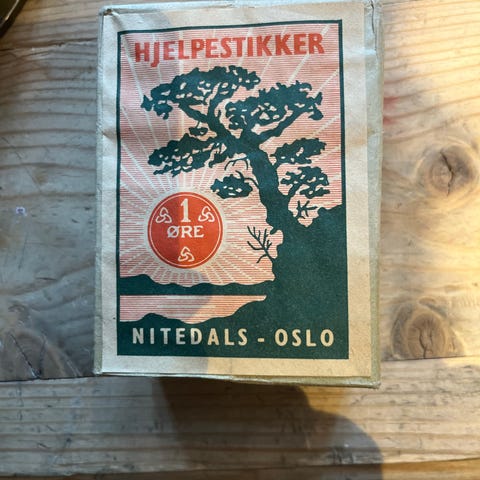 HJELPESTIKKER
1
ØRE
NITEDALS - OSLO